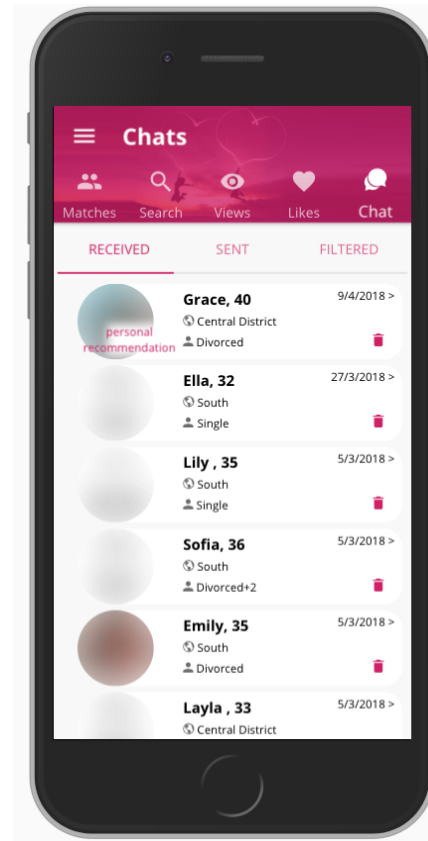 Chats
Matches Search Views Likes Chat
RECEIVED SENT FILTERED
Grace, 40 9/4/2018 >
Central District
personal
recommendation
Divorced
Ella, 32 27/3/2018 >
South
Single
Lily , 35 5/3/2018 >
South
Single
Sofia, 36 5/3/2018 >
South
Divorced+2
Emily, 35 5/3/2018 >
South
Divorced
Layla , 33 5/3/2018 >
Central District